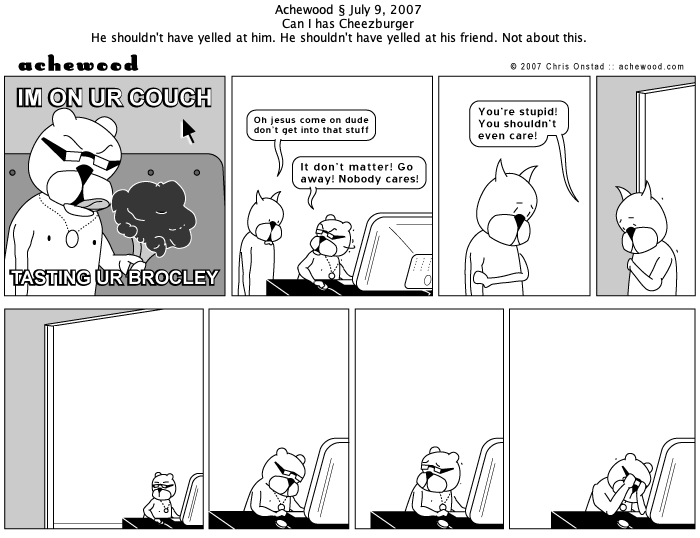 Achewood § July 9, 2007
Can I has Cheezburger
He shouldn't have yelled at him. He shouldn't have yelled at his friend. Not about this.
achewood
© 2007 Chris Onstad :: achewood.com
IM ON UR COUCH
TASTING UR BROCLEY
Oh jesus come on dude
don't get into that stuff
It don't matter! Go
away! Nobody cares!
You're stupid!
You shouldn't
even care!